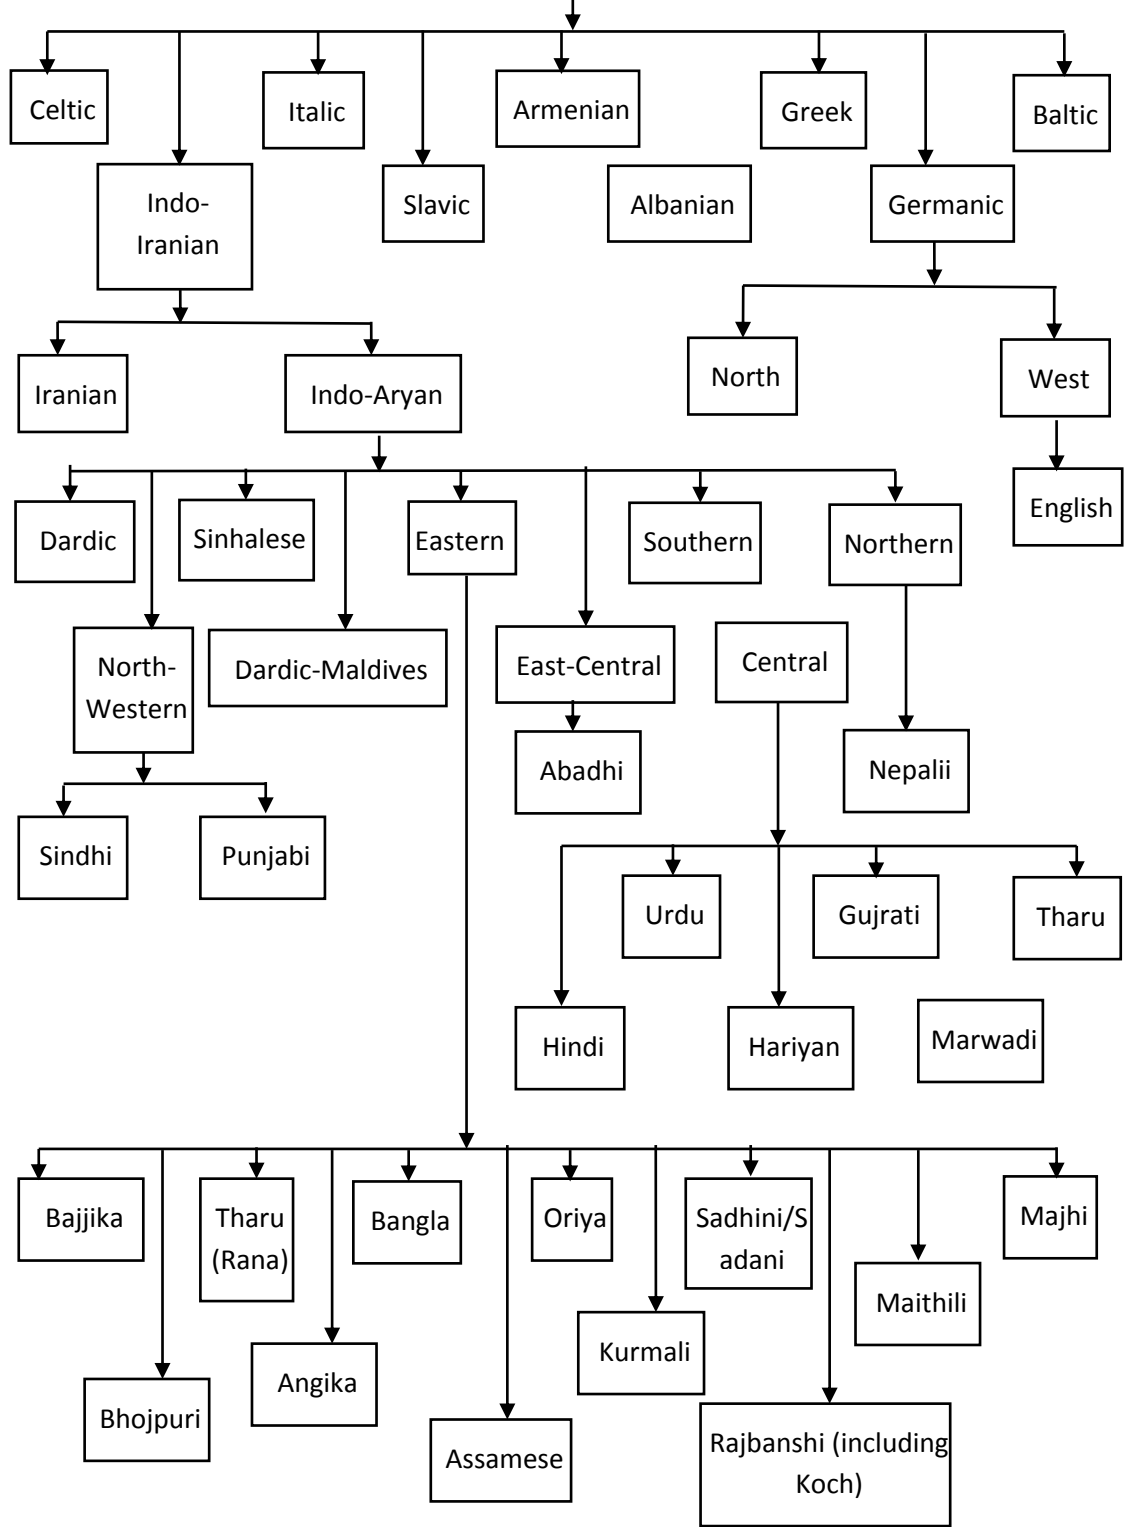 Celtic
Italic
Armenian
Greek
Baltic
Indo-
Iranian
Slavic
Albanian
Germanic
Iranian
Indo-Aryan
North
West
English
Dardic
Sinhalese
Eastern
Southern
Northern
North-
Western
Dardic-Maldives
East-Central
Central
Abadhi
Nepalii
Sindhi
Punjabi
Urdu
Gujrati
Tharu
Hindi
Hariyan
Marwadi
Bajjika
Tharu
(Rana)
Bangla
Oriya
Sadhini/S
adani
Majhi
Maithili
Kurmali
Angika
Bhojpuri
Assamese
Rajbanshi (including
Koch)